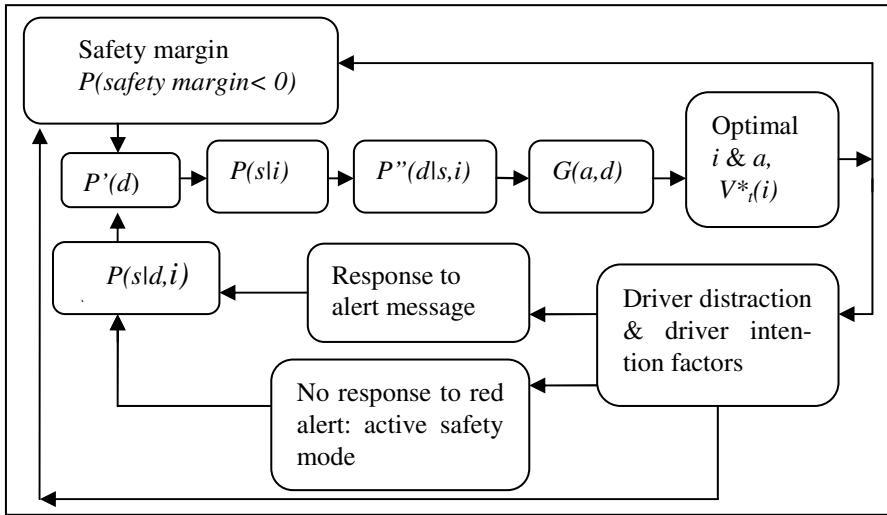 Safety margin
P(safety margin< 0)
P’(d)
P(s|i)
P”(d|s,i)
G(a,d)
Optimal
i & a,
V*t(i)
P(s|d,i)
Response to
alert message
Driver distraction
& driver inten-
tion factors
No response to red
alert: active safety
mode